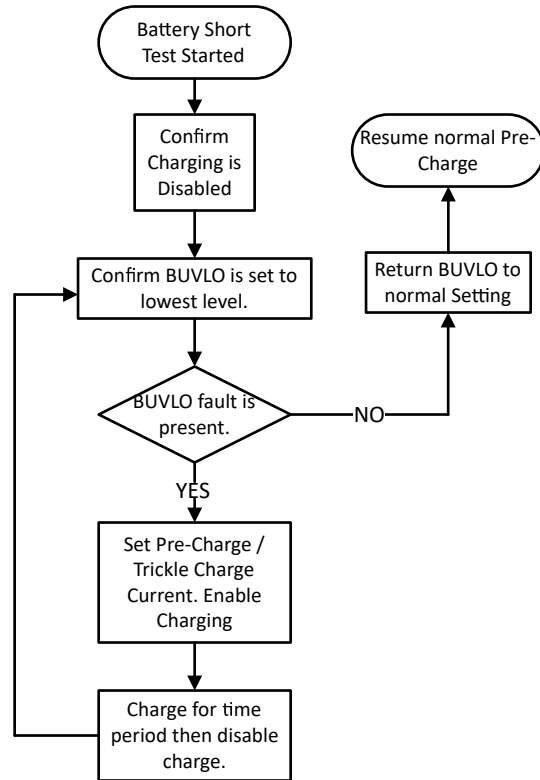 Battery Short
Test Started
Confirm
Charging is
Disabled
Resume normal Pre-
Charge
Confirm BUVLO is set to
lowest level.
Return BUVLO to
normal Setting
BUVLO fault is
present.
NO
YES
Set Pre-Charge /
Trickle Charge
Current. Enable
Charging
Charge for time
period then disable
charge.